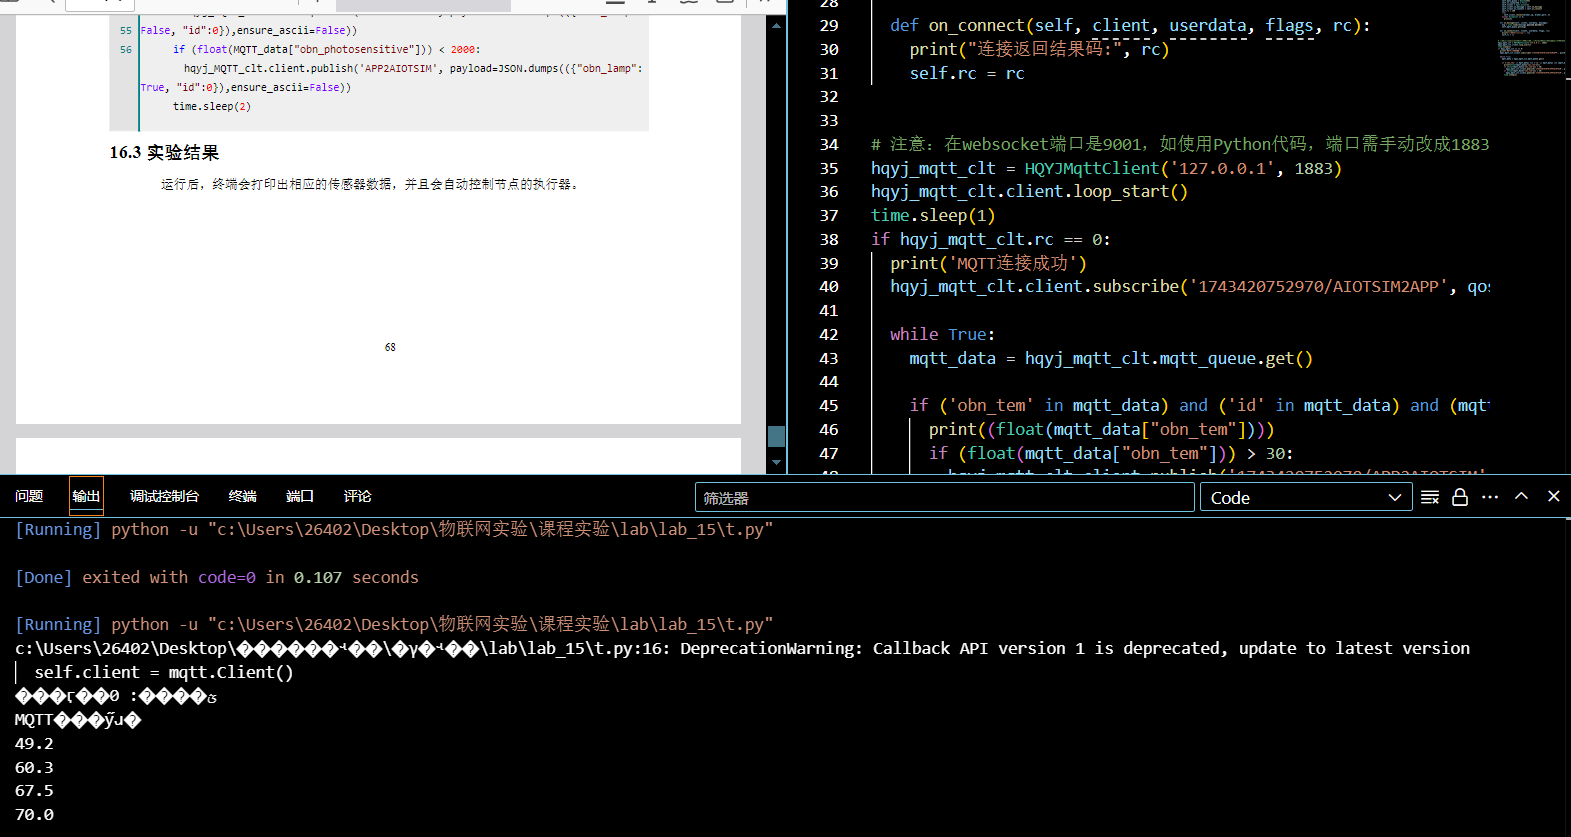 55
False, "id":0}),ensure_ascii=False))
56 if (float(MQTT_data["obn_photosensitive"])) < 2000:
hqyj_MQTT_clt.client.publish('APP2AIOTSIM', payload=JSON.dumps(({"obn_lamp":
True, "id":0}),ensure_ascii=False))
time.sleep(2)
16.3 实验结果
运行后，终端会打印出相应的传感器数据，并且会自动控制节点的执行器。
68
28
29 def on_connect(self, client, userdata, flags, rc):
30 print("连接返回结果码:", rc)
31 self.rc = rc
32
33
34 # 注意：在websocket端口是9001，如使用Python代码，端口需手动改成1883
35 hqyj_mqtt_clt = HQYJMqttClient('127.0.0.1', 1883)
36 hqyj_mqtt_clt.client.loop_start()
37 time.sleep(1)
38 if hqyj_mqtt_clt.rc == 0:
39 print('MQTT连接成功')
40 hqyj_mqtt_clt.client.subscribe('1743420752970/AIOTSIM2APP', qos
41
42 while True:
43 mqtt_data = hqyj_mqtt_clt.mqtt_queue.get()
44
45 if ('obn_tem' in mqtt_data) and ('id' in mqtt_data) and (mqt
46 print((float(mqtt_data["obn_tem"])))
47 if (float(mqtt_data["obn_tem"])) > 30:
问题 输出 调试控制台 终端 端口 评论 筛选器 Code
[Running] python -u "c:\Users\26402\Desktop\物联网实验\课程实验\lab\lab_15\t.py"
[Done] exited with code=0 in 0.107 seconds
[Running] python -u "c:\Users\26402\Desktop\物联网实验\课程实验\lab\lab_15\t.py"
c:\Users\26402\Desktop\������ʵ��\�γ�ʵ��\lab\lab_15\t.py:16: DeprecationWarning: Callback API version 1 is deprecated, update to latest version
self.client = mqtt.Client()
MQTT���ӳɹ�
49.2
60.3
67.5
70.0